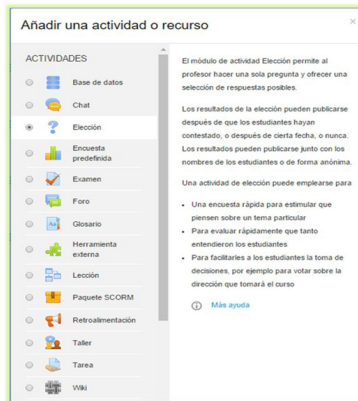 Añadir una actividad o recurso
ACTIVIDADES
Base de datos
Chat
Elección
Encuesta
predefinida
Examen
Foro
Glosario
Herramienta
externa
Lección
Paquete SCORM
Retroalimentación
Taller
Tarea
Wiki
El módulo de actividad Elección permite al
profesor hacer una sola pregunta y ofrecer una
selección de respuestas posibles.
Los resultados de la elección pueden publicarse
después de que los estudiantes hayan
contestado, o después de cierta fecha, o nunca.
Los resultados pueden publicarse junto con los
nombres de los estudiantes o de forma anónima.
Una actividad de elección puede emplearse para
• Una encuesta rápida para estimular que
piensen sobre un tema particular
• Para evaluar rápidamente que tanto
entendieron los estudiantes
• Para facilitarles a los estudiantes la toma de
decisiones, por ejemplo para votar sobre la
dirección que tomará el curso
Más ayuda